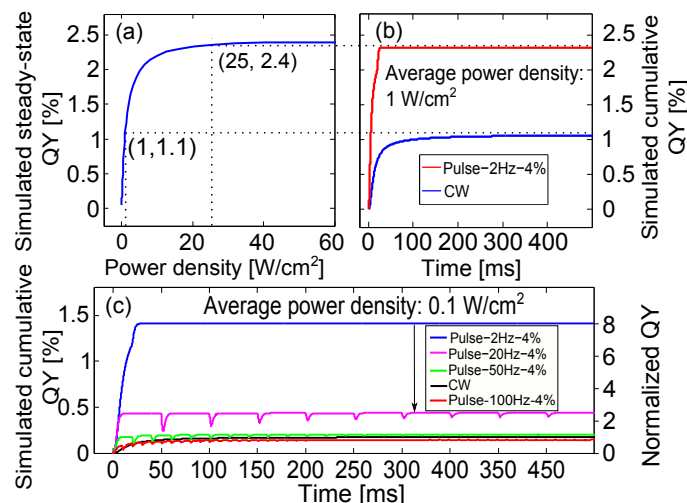 (a)
Simulated steady-state
QY [%]
2.5
2
1.5
1
0.5
0
(25, 2.4)
(1,1.1)
0
20
40
60
Power density [W/cm²]
(b)
Average power density:
1 W/cm²
Pulse−2Hz−4%
CW
2.5
2
1.5
1
0.5
0
Simulated cumulative
QY [%]
0 100 200 300 400
Time [ms]
(c)
Average power density: 0.1 W/cm²
Simulated cumulative
QY [%]
1.5
1
0.5
0
Pulse−2Hz−4%
Pulse−20Hz−4%
Pulse−50Hz−4%
CW
Pulse-100Hz-4%
8
6
4
2
0
Normalized QY
0 50 100 150 200 250 300 350 400 450
Time [ms]